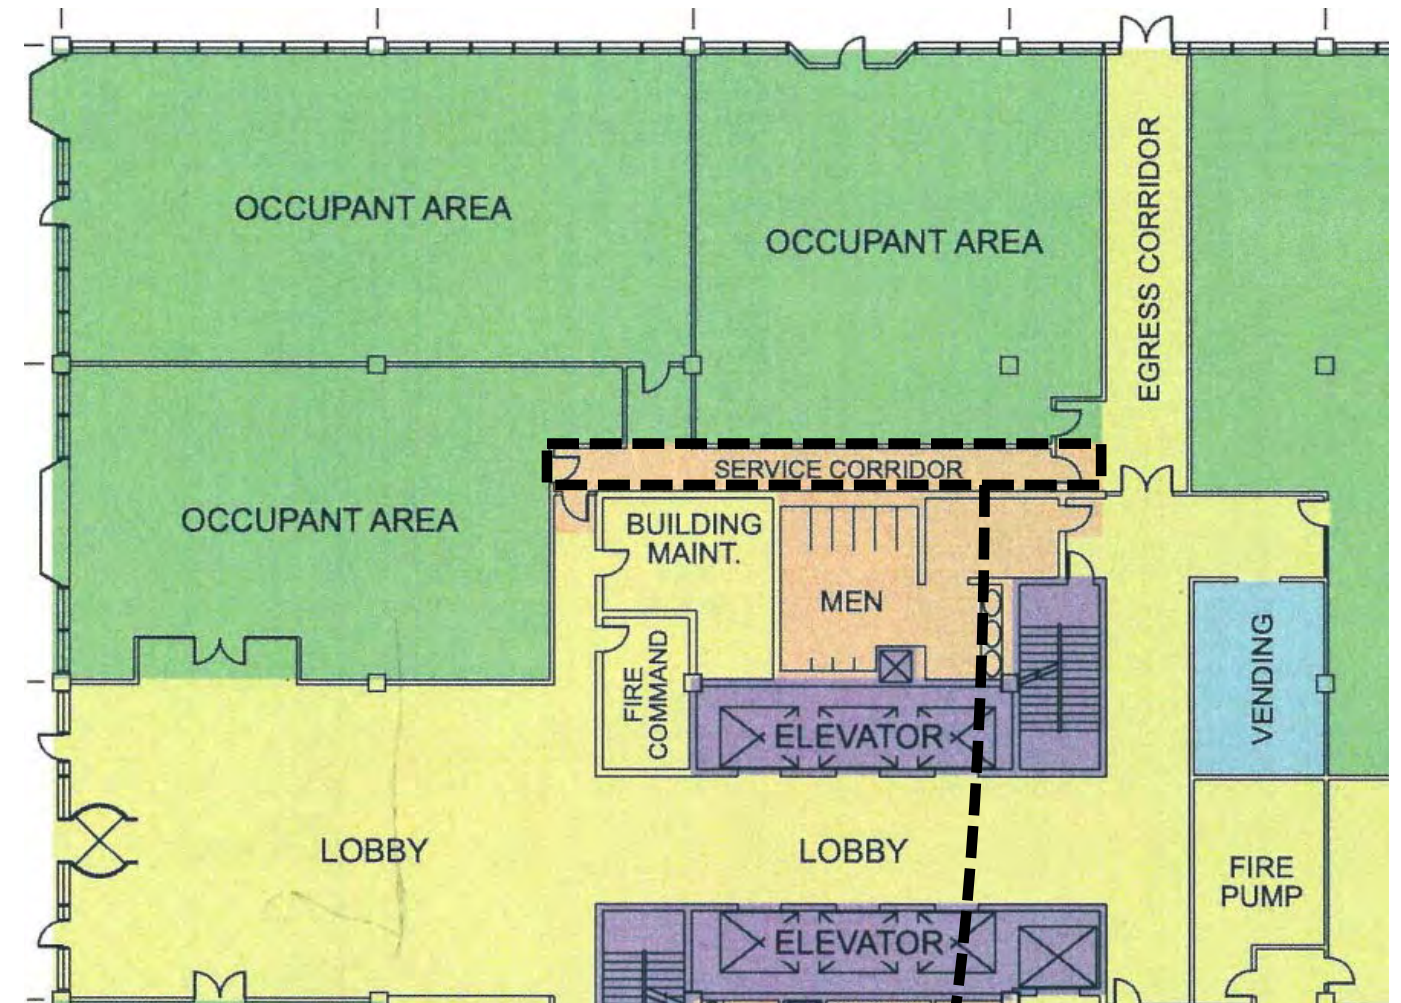 OCCUPANT AREA
OCCUPANT AREA
EGRESS CORRIDOR
SERVICE CORRIDOR
OCCUPANT AREA
BUILDING
MAINT.
MEN
FIRE
COMMAND
VENDING
ELEVATOR
LOBBY
LOBBY
FIRE
PUMP
ELEVATOR